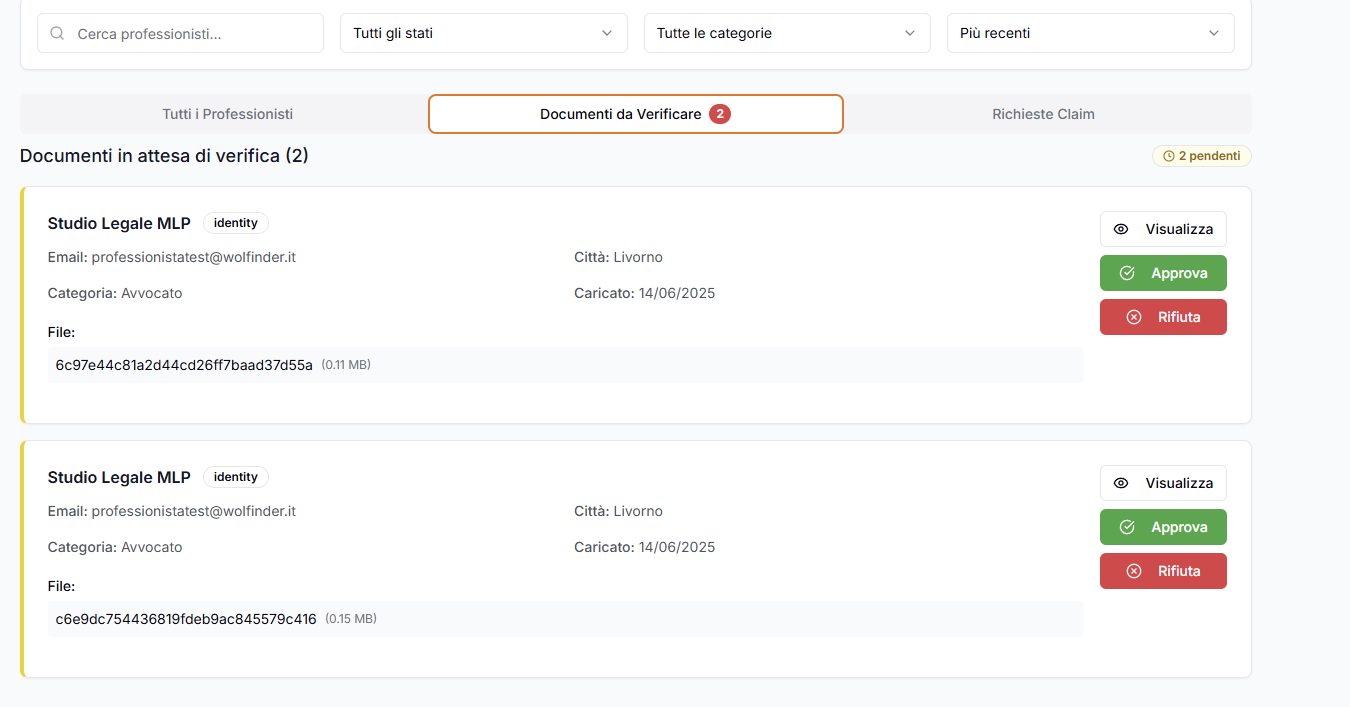 Cerca professionisti...
Tutti gli stati
Tutte le categorie
Più recenti
Tutti i Professionisti
Documenti da Verificare 2
Richieste Claim
Documenti in attesa di verifica (2)
2 pendenti
Studio Legale MLP identity
Visualizza
Email: professionistatest@wolfinder.it
Città: Livorno
Approva
Categoria: Avvocato
Caricato: 14/06/2025
Rifiuta
File:
6c97e44c81a2d44cd26ff7baad37d55a (0.11 MB)
Studio Legale MLP identity
Visualizza
Email: professionistatest@wolfinder.it
Città: Livorno
Approva
Categoria: Avvocato
Caricato: 14/06/2025
Rifiuta
File:
c6e9dc754436819fdeb9ac845579c416 (0.15 MB)